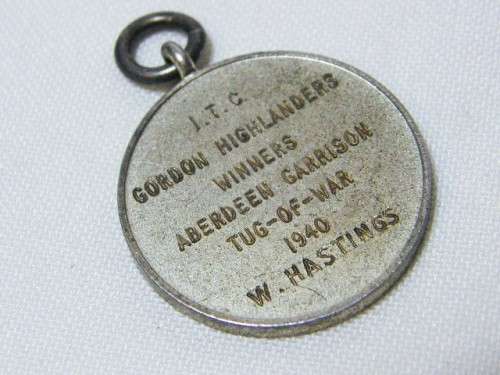 I.T.C.
GORDON HIGHLANDERS
WINNERS
ABERDEEN GARRISON
TUG-OF-WAR
1940
W. HASTINGS